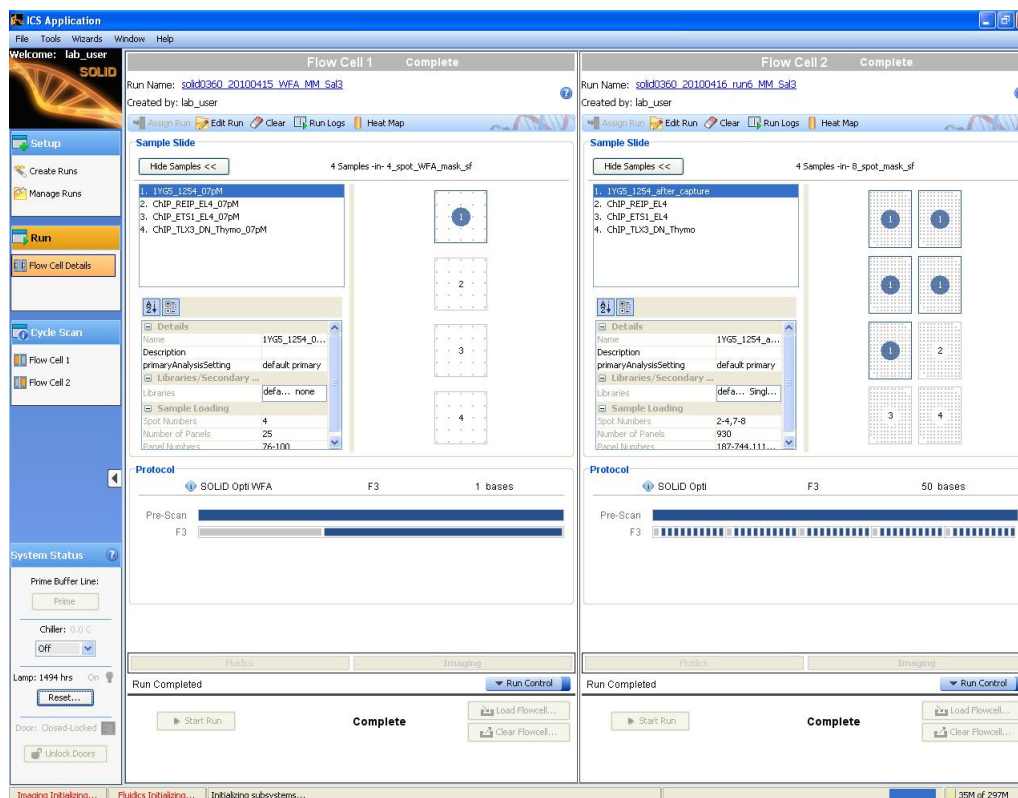 ICS Application
File Tools Wizards Window Help
Welcome: lab_user
SOLiD
Setup
Create Runs
Manage Runs
Run
Flow Cell Details
Cycle Scan
Flow Cell 1
Flow Cell 2
System Status
Prime Buffer Line:
Prime
Chiller: 0.0 C
Off
Lamp: 1494 hrs On
Reset...
Door: Closed-Locked
Unlock Doors
Flow Cell 1 Complete
Run Name: solid0360_20100415_WFA_MM_Sal3
Created by: lab_user
Assign Run Edit Run Clear Run Logs Heat Map
Sample Slide
Hide Samples << 4 Samples -in- 4_spot_WFA_mask_sf
1. 1YG5_1254_07pM
2. ChIP_REIP_EL4_07pM
3. ChIP_ETS1_EL4_07pM
4. ChIP_TLX3_DN_Thymo_07pM
1
2
3
4
Details
Name 1YG5_1254_0...
Description
primaryAnalysisSetting default primary
Libraries/Secondary ...
Libraries defa... none
Sample Loading
Spot Numbers 4
Number of Panels 25
Panel Numbers 76-100
Protocol
SOLiD Opti WFA F3 1 bases
Pre-Scan
F3
Fluidics Imaging
Run Completed Run Control
Start Run Complete Load Flowcell...
Clear Flowcell...
Flow Cell 2 Complete
Run Name: solid0360_20100416_run6_MM_Sal3
Created by: lab_user
Assign Run Edit Run Clear Run Logs Heat Map
Sample Slide
Hide Samples << 4 Samples -in- 8_spot_mask_sf
1. 1YG5_1254_after_capture
2. ChIP_REIP_EL4
3. ChIP_ETS1_EL4
4. ChIP_TLX3_DN_Thymo
1 1
1 1
1 2
3 4
Details
Name 1YG5_1254_a...
Description
primaryAnalysisSetting default primary
Libraries/Secondary ...
Libraries defa... Singl...
Sample Loading
Spot Numbers 2-4,7-8
Number of Panels 930
Panel Numbers 187-744,111...
Protocol
SOLiD Opti F3 50 bases
Pre-Scan
F3
Fluidics Imaging
Run Completed Run Control
Start Run Complete Load Flowcell...
Clear Flowcell...
Imaging Initializing... Fluidics Initializing... Initializing subsystems... 35M of 297M